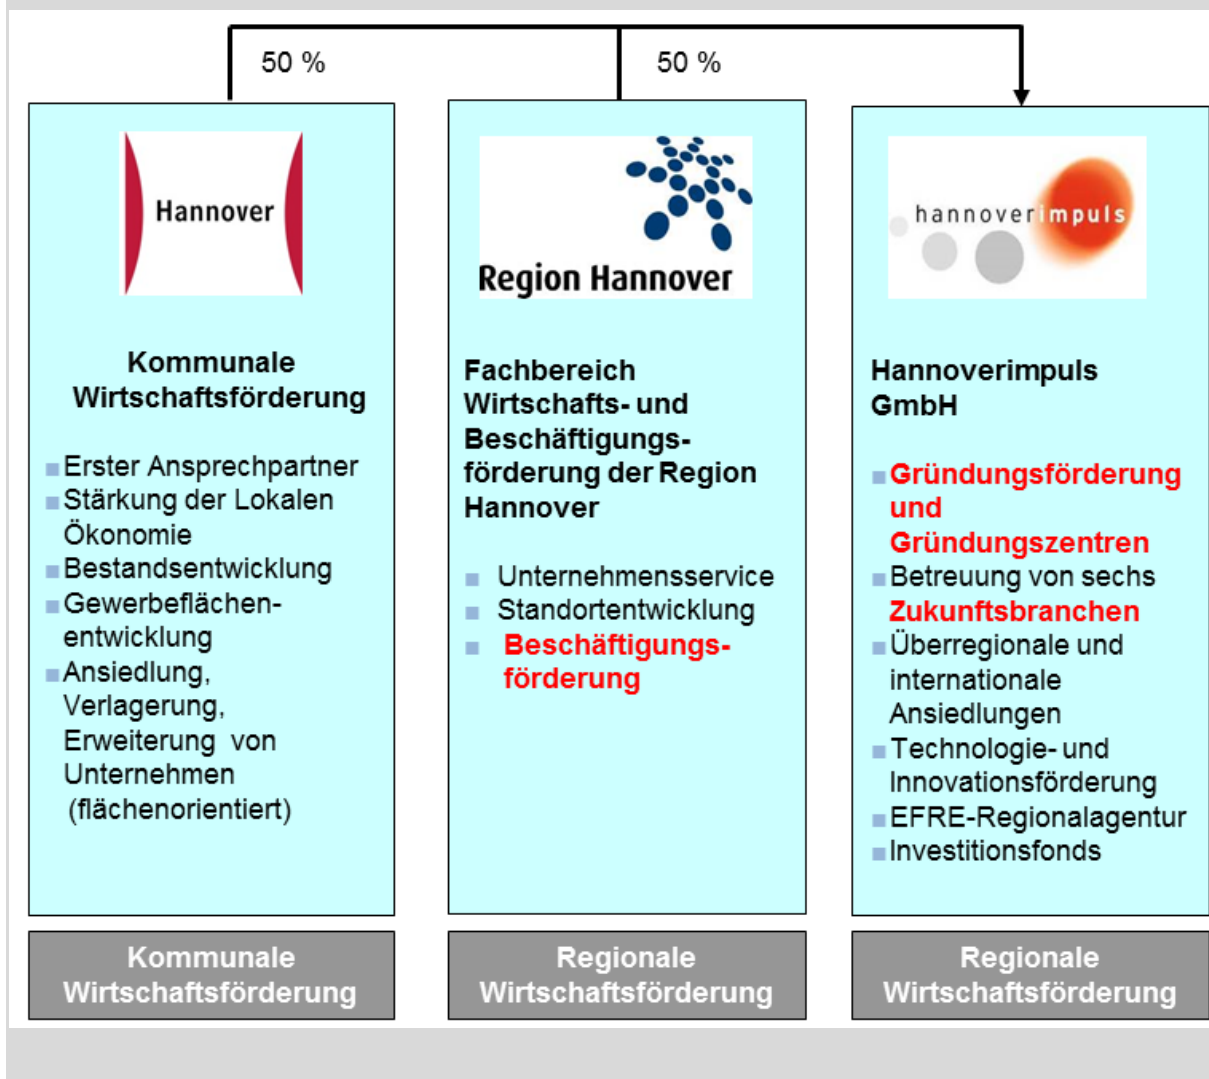 50 %
50 %
Hannover
Kommunale
Wirtschaftsförderung
■Erster Ansprechpartner
■Stärkung der Lokalen
Ökonomie
■Bestandsentwicklung
■Gewerbeflächen-
entwicklung
■Ansiedlung,
Verlagerung,
Erweiterung von
Unternehmen
(flächenorientiert)
Kommunale
Wirtschaftsförderung
Region Hannover
Fachbereich
Wirtschafts- und
Beschäftigungs-
förderung der Region
Hannover
■ Unternehmensservice
■ Standortentwicklung
■ Beschäftigungs-
förderung
Regionale
Wirtschaftsförderung
hannoverimpuls
Hannoverimpuls
GmbH
■Gründungsförderung
und
Gründungszentren
■Betreuung von sechs
Zukunftsbranchen
■Überregionale und
internationale
Ansiedlungen
■Technologie- und
Innovationsförderung
■EFRE-Regionalagentur
■Investitionsfonds
Regionale
Wirtschaftsförderung